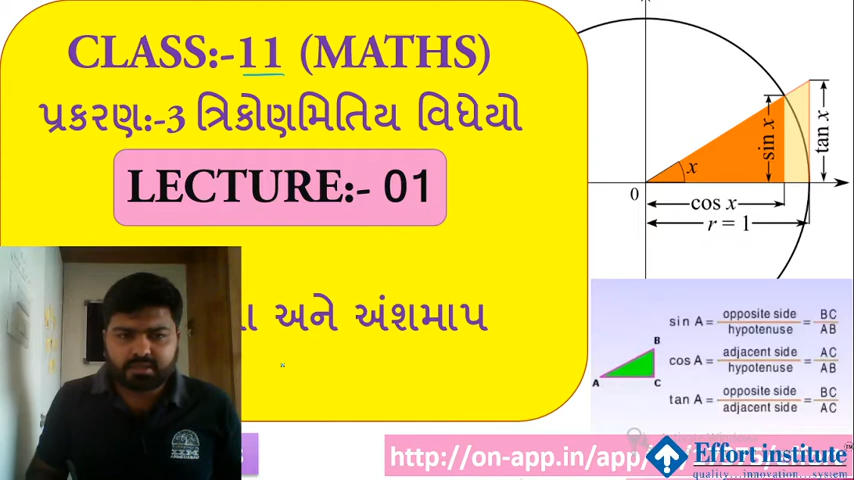 CLASS:-11 (MATHS)
પ્રકરણ:-3 ત્રિકોણમિતિય વિધેયો
LECTURE:- 01
અને અંશમાપ
sin x
tan x
x
0
cos x
r = 1
sin A = opposite side / hypotenuse = BC / AB
cos A = adjacent side / hypotenuse = AC / AB
tan A = opposite side / adjacent side = BC / AC
B
A
C
http://on-app.in/app/
Effort institute TM
quality...innovation...system